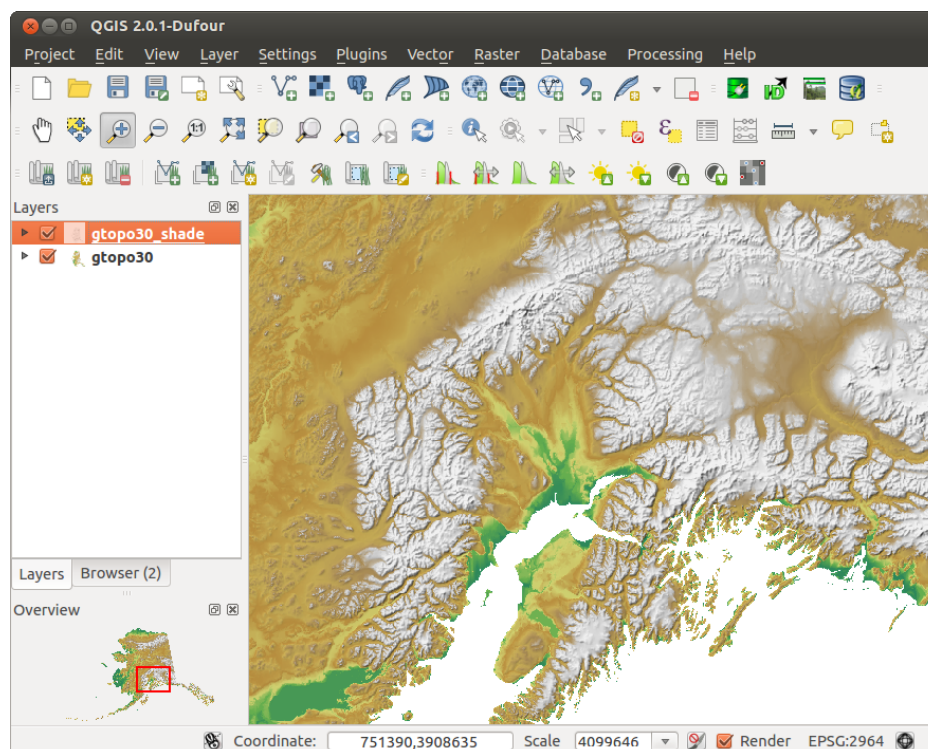 QGIS 2.0.1-Dufour
Project Edit View Layer Settings Plugins Vector Raster Database Processing Help
Layers
gtopo30_shade
gtopo30
Layers Browser (2)
Overview
Coordinate: 751390,3908635 Scale 4099646 Render EPSG:2964